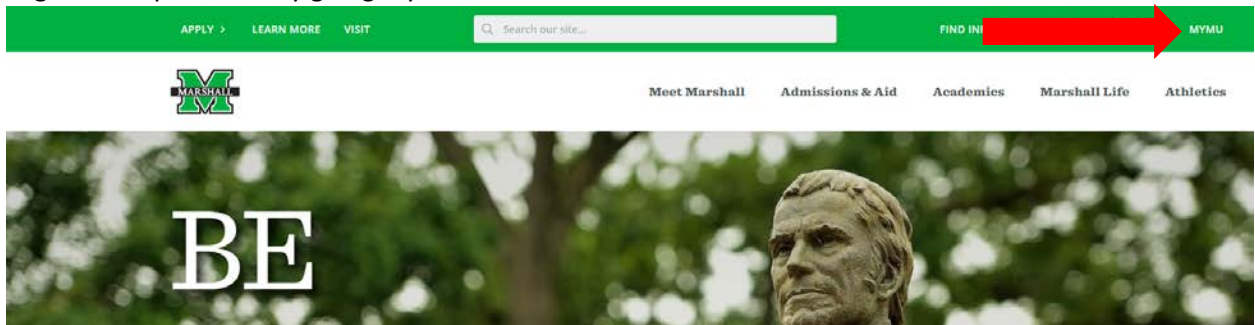 APPLY > LEARN MORE VISIT Search our site... FIND MYMU
MARSHALL Meet Marshall Admissions & Aid Academics Marshall Life Athletics
BE